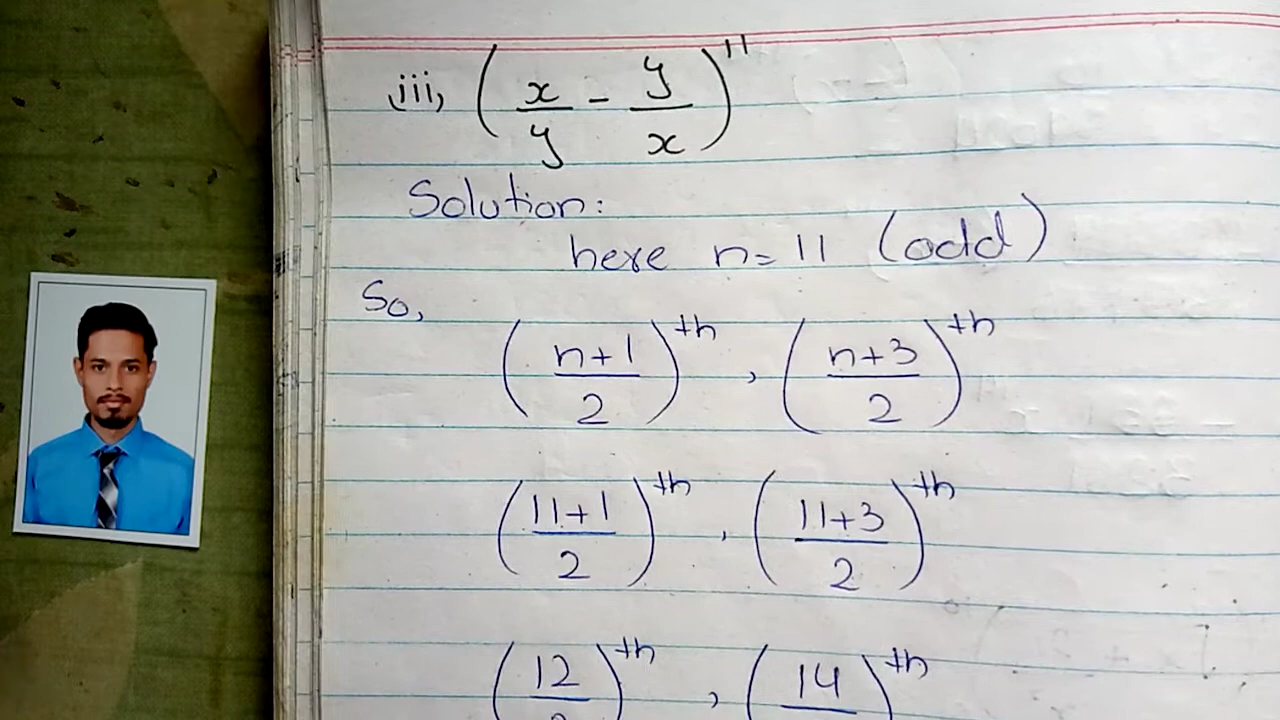 iii, (x/y - y/x)^11
Solution:
here n=11 (odd)
So,
((n+1)/2)^th , ((n+3)/2)^th
((11+1)/2)^th , ((11+3)/2)^th
(12/2)^th , (14/ )^th